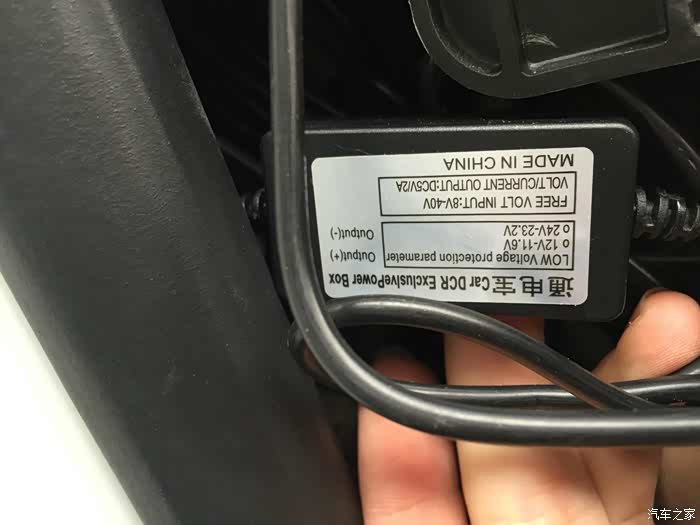 通电宝 Car DCR ExclusivePower Box
LOW Voltage protection parameter
o 12V-11.6V
o 24V-23.2V
Output(+)
Output(-)
FREE VOLT INPUT:8V-40V
VOLT/CURRENT OUTPUT:DC5V/2A
MADE IN CHINA
汽车之家